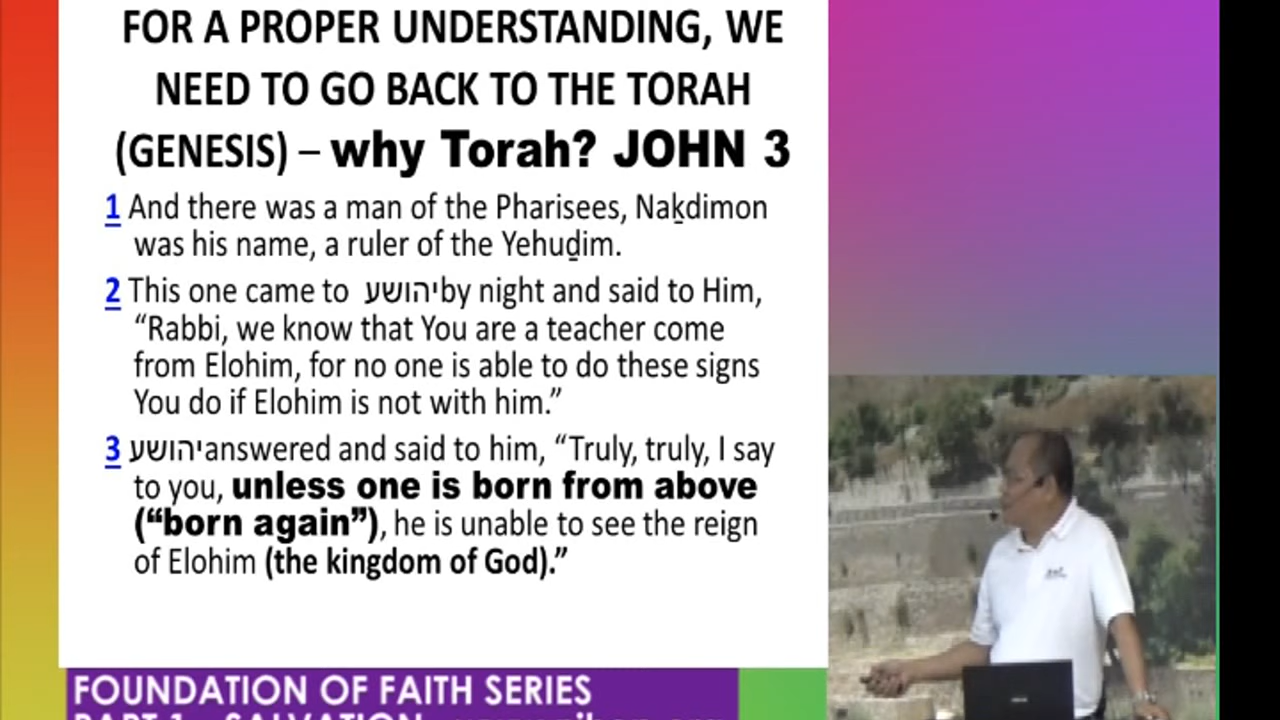 FOR A PROPER UNDERSTANDING, WE
NEED TO GO BACK TO THE TORAH
(GENESIS) – why Torah? JOHN 3
1 And there was a man of the Pharisees, Naḵdimon
was his name, a ruler of the Yehuḏim.
2 This one came to יהושע by night and said to Him,
“Rabbi, we know that You are a teacher come
from Elohim, for no one is able to do these signs
You do if Elohim is not with him.”
3 יהושע answered and said to him, “Truly, truly, I say
to you, unless one is born from above
(“born again”), he is unable to see the reign
of Elohim (the kingdom of God).”
FOUNDATION OF FAITH SERIES
PART 1 - SALVATION